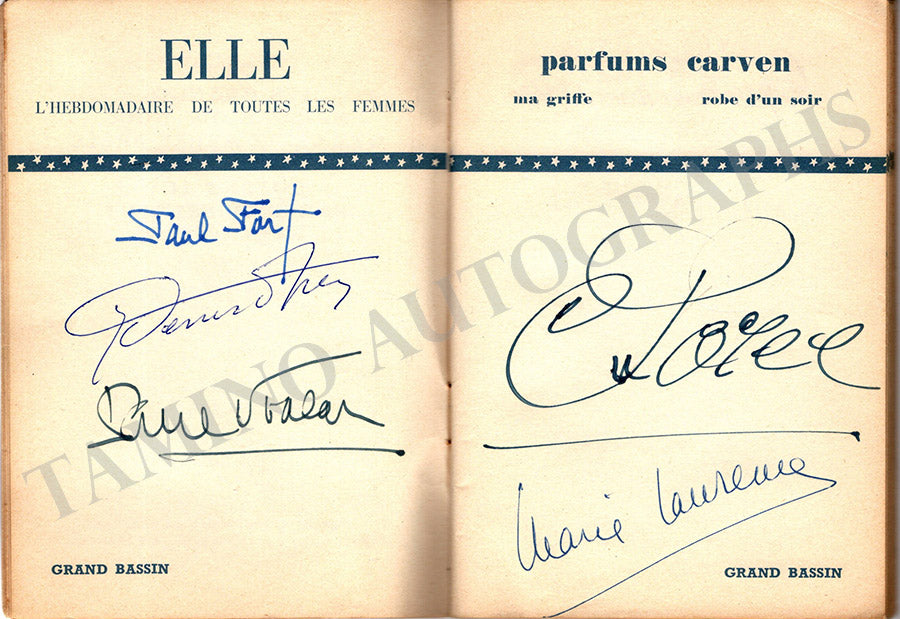 ELLE
L'HEBDOMADAIRE DE TOUTES LES FEMMES
Paul Fort
GRAND BASSIN
parfums carven
ma griffe robe d'un soir
Marie Laurence
GRAND BASSIN
TAMINO AUTOGRAPHS